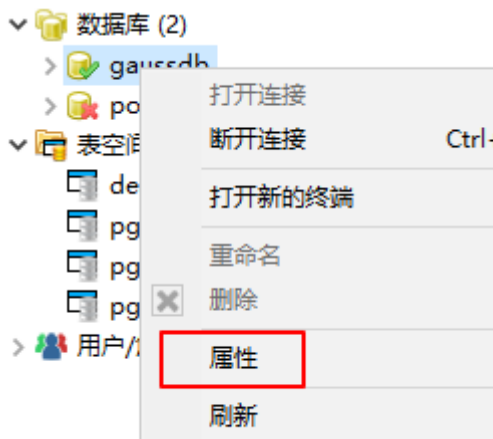 数据库 (2)
gaussdb
po
表空间
de
pg
pg
pg
用户/
打开连接
断开连接 Ctrl-
打开新的终端
重命名
删除
属性
刷新